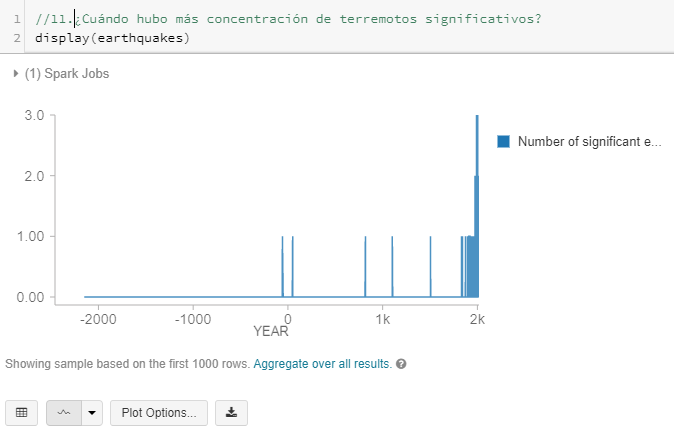 1 //11.¿Cuándo hubo más concentración de terremotos significativos?
2 display(earthquakes)
(1) Spark Jobs
3.0
2.0
1.00
0.00
-2000 -1000 0 1k 2k
YEAR
Number of significant e...
Showing sample based on the first 1000 rows. Aggregate over all results.
Plot Options...